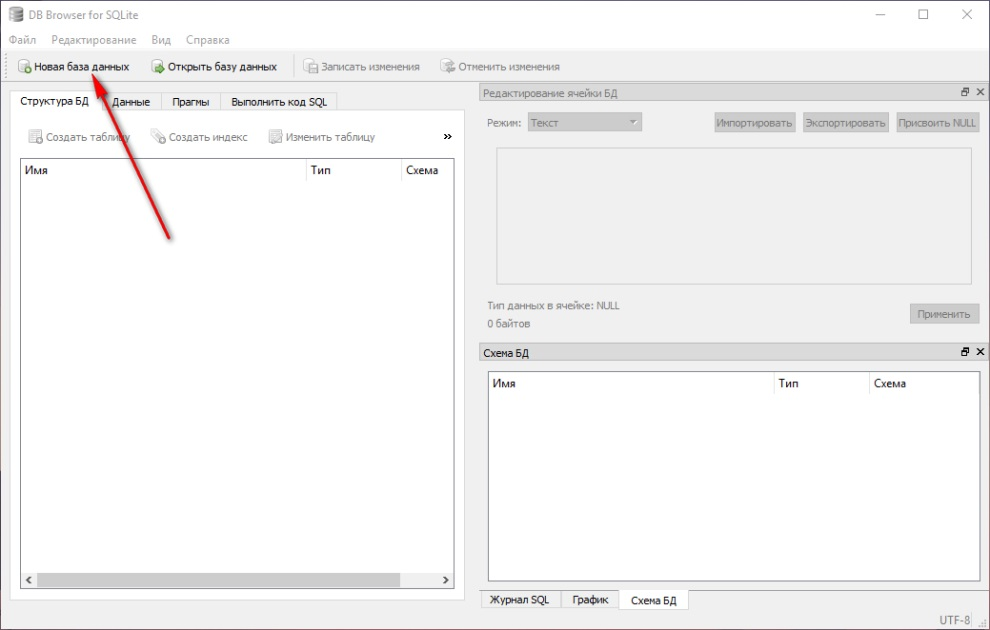 DB Browser for SQLite
Файл Редактирование Вид Справка
Новая база данных Открыть базу данных Записать изменения Отменить изменения
Структура БД Данные Прагмы Выполнить код SQL
Создать таблицу Создать индекс Изменить таблицу »
Имя Тип Схема
Редактирование ячейки БД
Режим: Текст Импортировать Экспортировать Присвоить NULL
Тип данных в ячейке: NULL
0 байтов
Применить
Схема БД
Имя Тип Схема
Журнал SQL График Схема БД
UTF-8